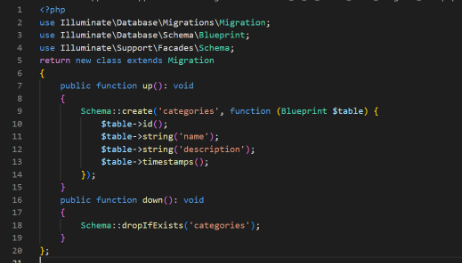 1 <?php
2 use Illuminate\Database\Migrations\Migration;
3 use Illuminate\Database\Schema\Blueprint;
4 use Illuminate\Support\Facades\Schema;
5 return new class extends Migration
6 {
7     public function up(): void
8     {
9         Schema::create('categories', function (Blueprint $table) {
10             $table->id();
11             $table->string('name');
12             $table->string('description');
13             $table->timestamps();
14         });
15     }
16     public function down(): void
17     {
18         Schema::dropIfExists('categories');
19     }
20 };
21